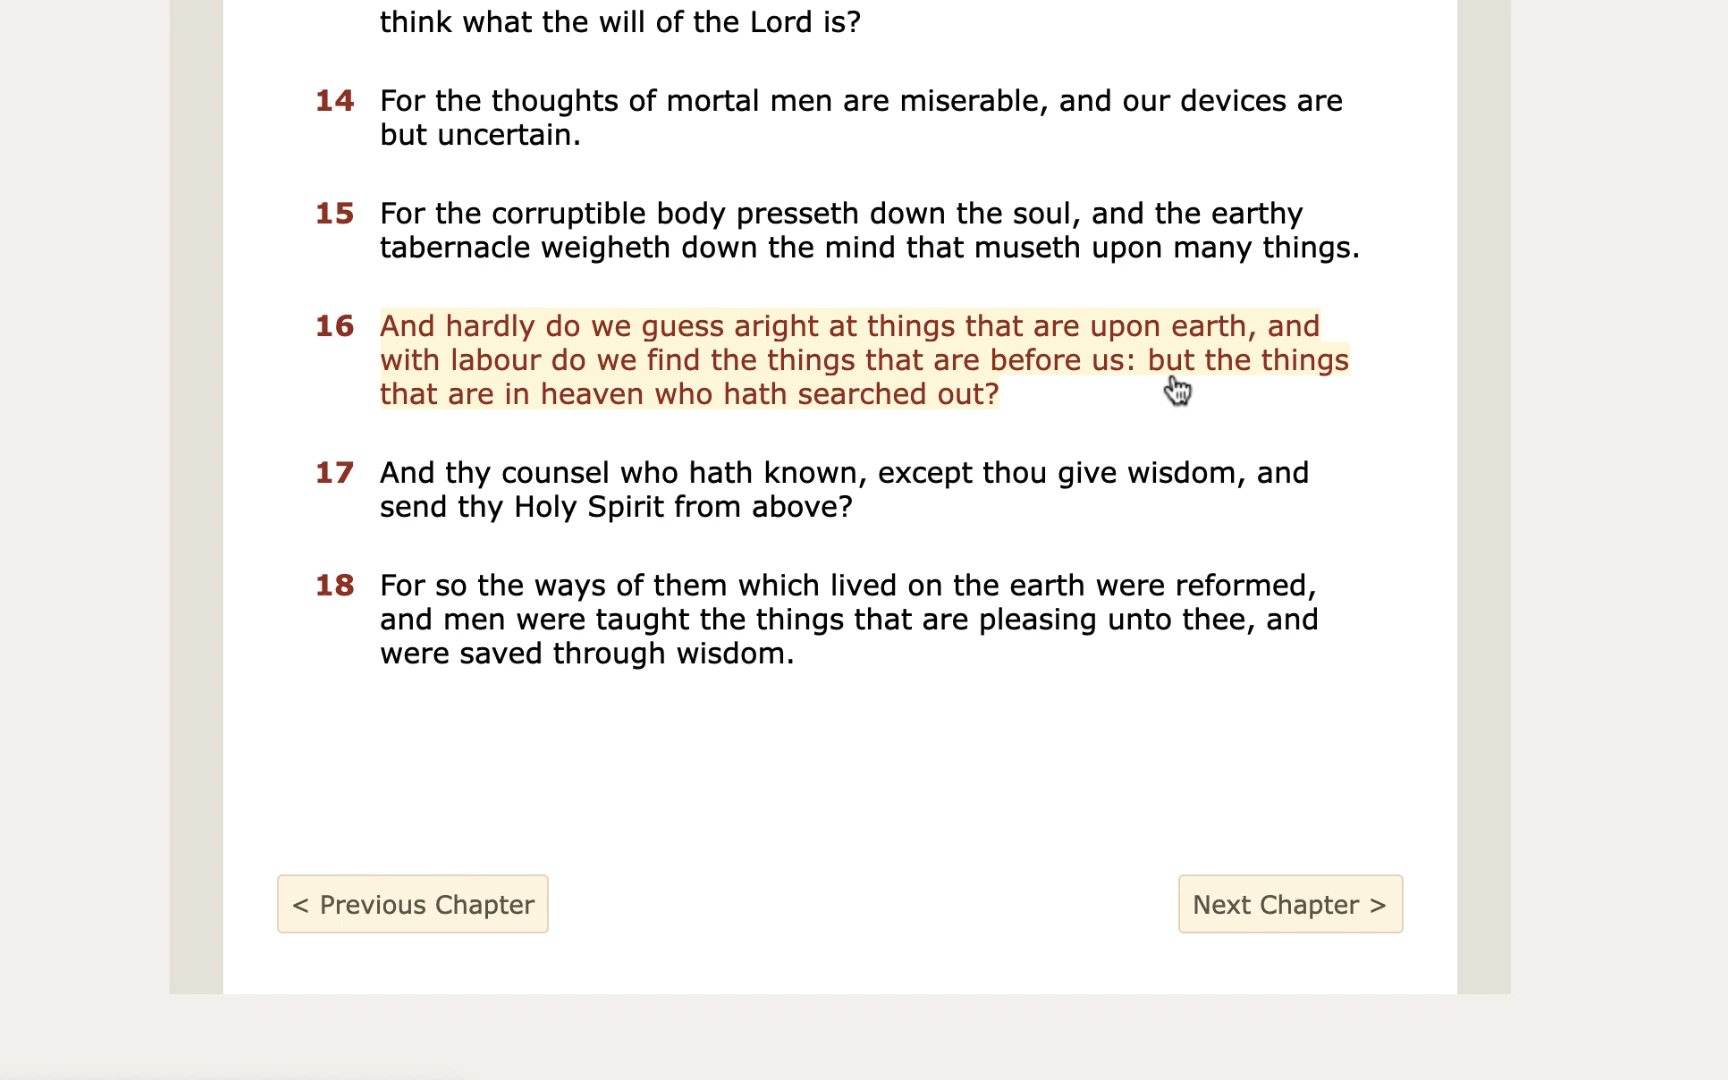 think what the will of the Lord is?
14 For the thoughts of mortal men are miserable, and our devices are
but uncertain.
15 For the corruptible body presseth down the soul, and the earthy
tabernacle weigheth down the mind that museth upon many things.
16 And hardly do we guess aright at things that are upon earth, and
with labour do we find the things that are before us: but the things
that are in heaven who hath searched out?
17 And thy counsel who hath known, except thou give wisdom, and
send thy Holy Spirit from above?
18 For so the ways of them which lived on the earth were reformed,
and men were taught the things that are pleasing unto thee, and
were saved through wisdom.
< Previous Chapter
Next Chapter >